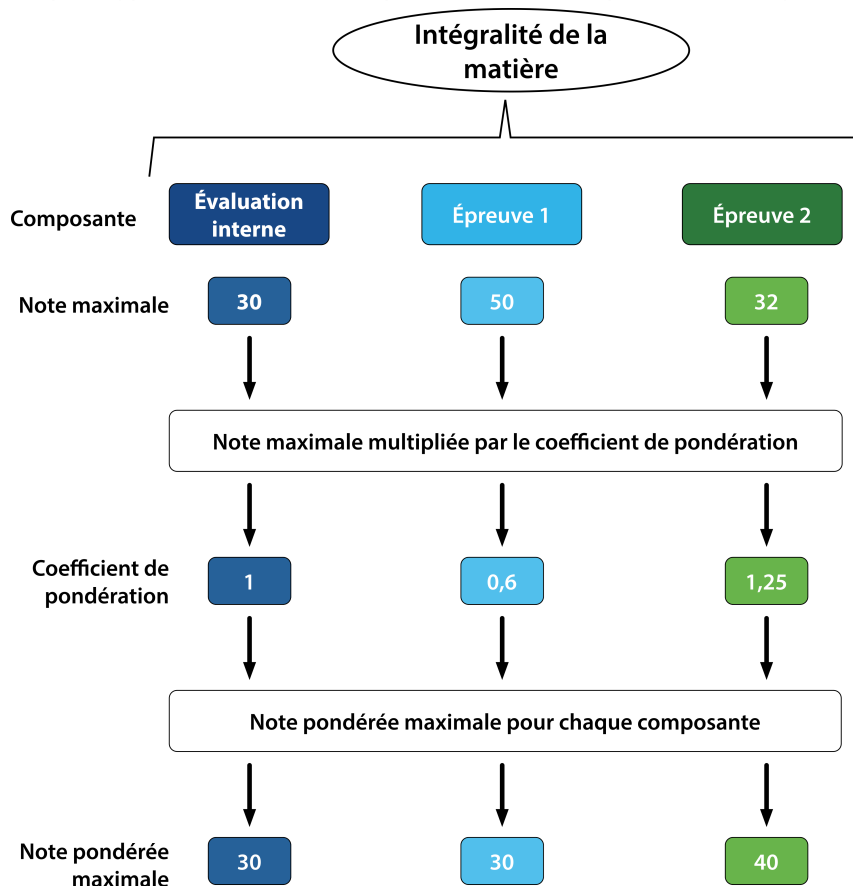 Intégralité de la
matière
Composante
Évaluation
interne
Épreuve 1
Épreuve 2
Note maximale
30
50
32
Note maximale multipliée par le coefficient de pondération
Coefficient de
pondération
1
0,6
1,25
Note pondérée maximale pour chaque composante
Note pondérée
maximale
30
30
40